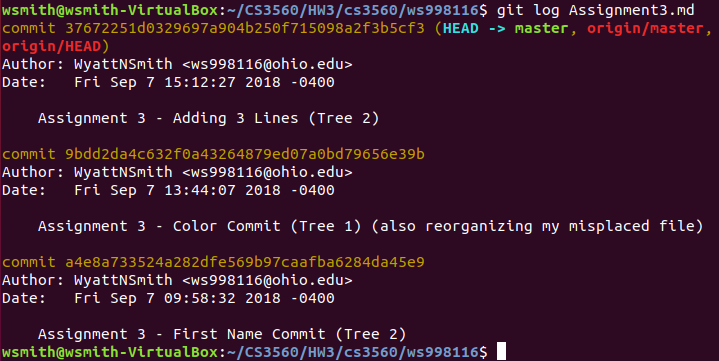 wsmith@wsmith-VirtualBox:~/CS3560/HW3/cs3560/ws998116$ git log Assignment3.md
commit 37672251d0329697a904b250f715098a2f3b5cf3 (HEAD -> master, origin/master,
origin/HEAD)
Author: WyattNSmith <ws998116@ohio.edu>
Date:   Fri Sep 7 15:12:27 2018 -0400
    Assignment 3 - Adding 3 Lines (Tree 2)
commit 9bdd2da4c632f0a43264879ed07a0bd79656e39b
Author: WyattNSmith <ws998116@ohio.edu>
Date:   Fri Sep 7 13:44:07 2018 -0400
    Assignment 3 - Color Commit (Tree 1) (also reorganizing my misplaced file)
commit a4e8a733524a282dfe569b97caafba6284da45e9
Author: WyattNSmith <ws998116@ohio.edu>
Date:   Fri Sep 7 09:58:32 2018 -0400
    Assignment 3 - First Name Commit (Tree 2)
wsmith@wsmith-VirtualBox:~/CS3560/HW3/cs3560/ws998116$